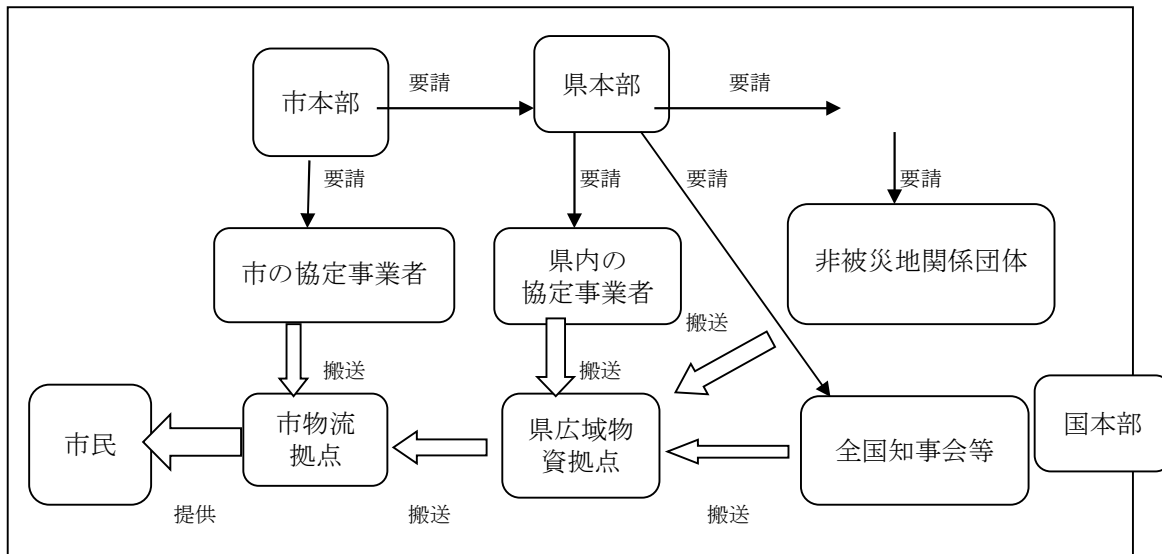 市本部
要請
県本部
要請
要請
要請
要請
要請
市の協定事業者
県内の
協定事業者
非被災地関係団体
搬送
搬送
搬送
市民
市物流
拠点
県広域物
資拠点
全国知事会等
国本部
提供
搬送
搬送